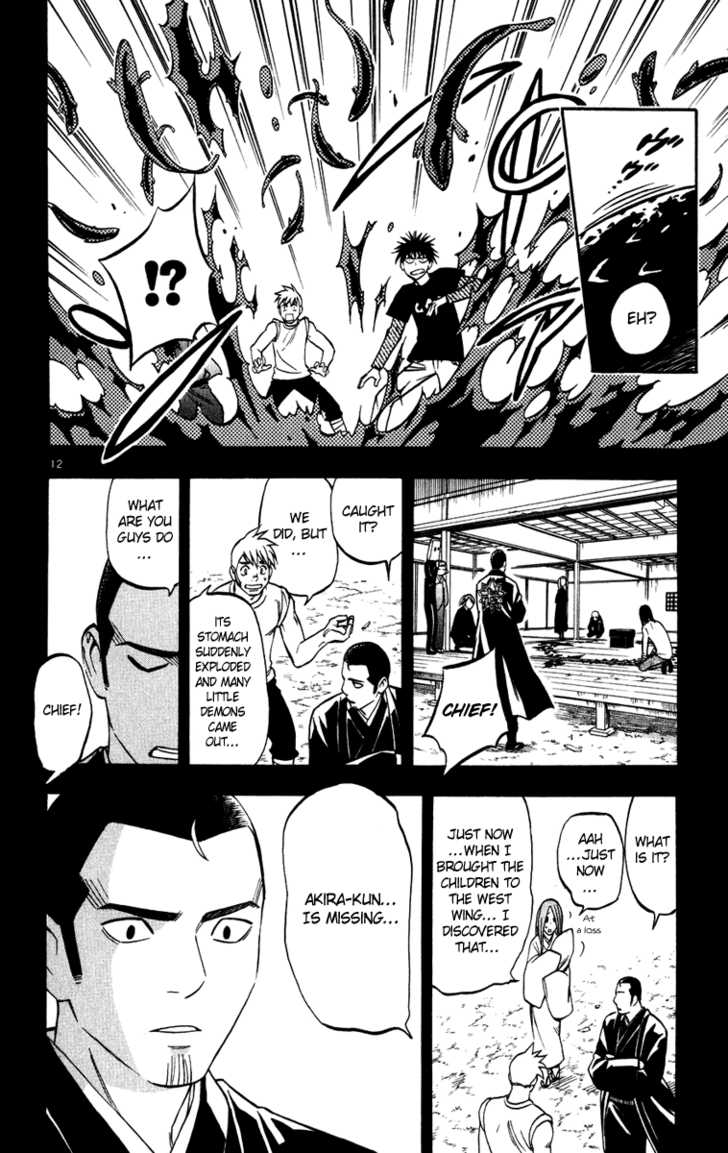 EH?
!?
12
CHIEF!
CAUGHT
IT?
WE
DID, BUT
...
ITS
STOMACH
SUDDENLY
EXPLODED
AND MANY
LITTLE
DEMONS
CAME
OUT...
WHAT
ARE YOU
GUYS DO
...
CHIEF!
WHAT
IS IT?
AAH
...JUST
NOW
...
At
a loss
JUST NOW
...WHEN I
BROUGHT THE
CHILDREN TO
THE WEST
WING... I
DISCOVERED
THAT...
AKIRA-KUN...
IS MISSING...